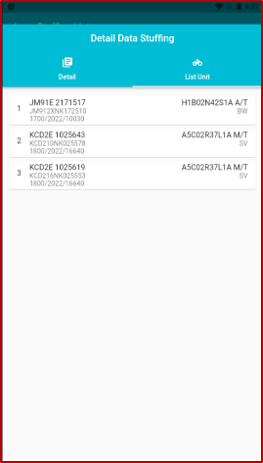 Detail Data Stuffing
Detail
List Unit
1
JM91E 2171517
H1B02N42S1A A/T
JM912XNK172510
BW
1700/2022/10030
2
KCD2E 1025643
A5C02R37L1A M/T
KCD210NK025578
SV
1800/2022/16640
3
KCD2E 1025619
A5C02R37L1A M/T
KCD216NK025553
SV
1800/2022/16640